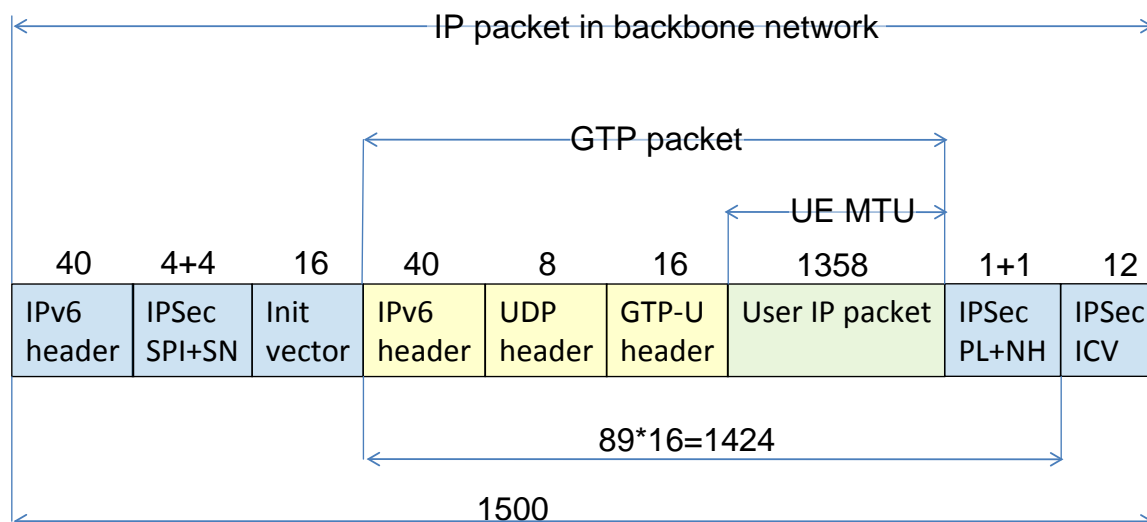 IP packet in backbone network
GTP packet
UE MTU
40 4+4 16 40 8 16 1358 1+1 12
IPv6 IPSec Init IPv6 UDP GTP-U User IP packet IPSec IPSec
header SPI+SN vector header header header PL+NH ICV
89*16=1424
1500